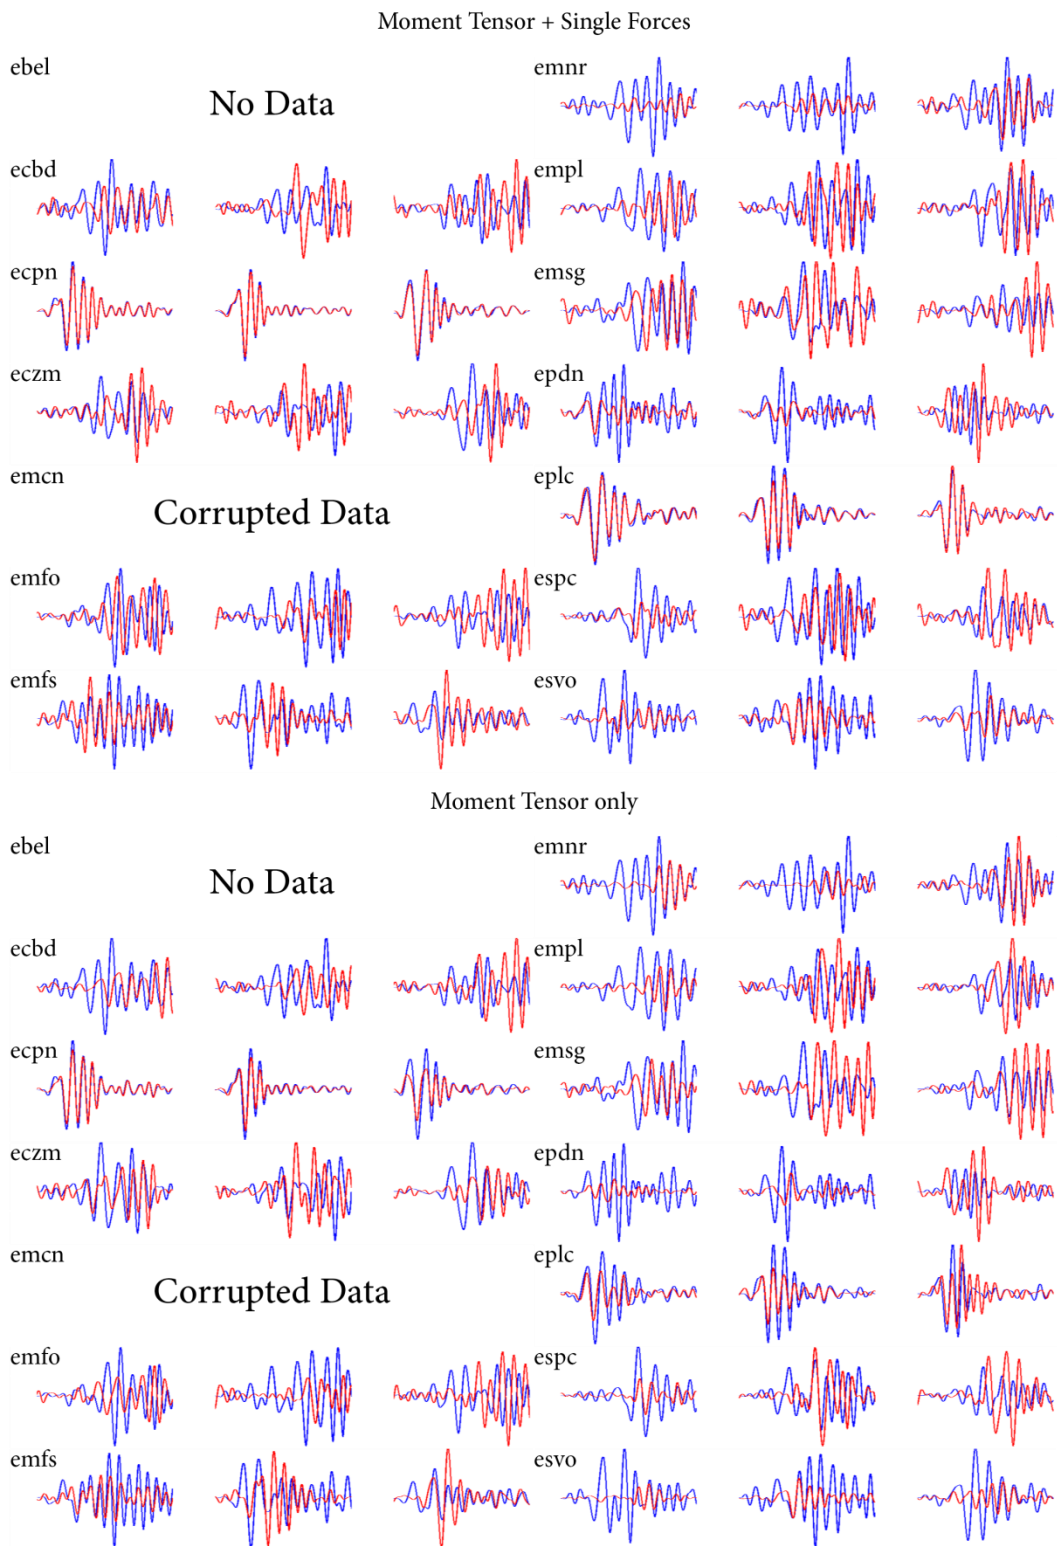 Moment Tensor + Single Forces
ebel
No Data
emnr
ecbd
empl
ecpn
emsg
eczm
epdn
emcn
Corrupted Data
eplc
emfo
espc
emfs
esvo
Moment Tensor only
ebel
No Data
emnr
ecbd
empl
ecpn
emsg
eczm
epdn
emcn
Corrupted Data
eplc
emfo
espc
emfs
esvo